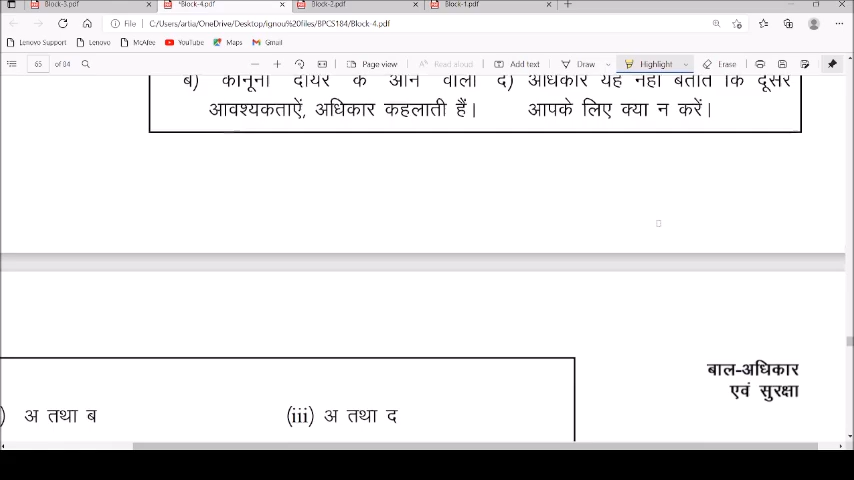 Block-3.pdf × *Block-4.pdf × Block-2.pdf × Block-1.pdf × +
File C:/Users/artia/OneDrive/Desktop/ignou%20files/BPCS184/Block-4.pdf
Lenovo Support Lenovo McAfee YouTube Maps Gmail
65 of 84 Page view Read aloud Add text Draw Highlight Erase
ब) कानूनी दायरे के आने वाली द) अधिकार यह नहीं बताते कि दूसरे
आवश्यकताऐं, अधिकार कहलाती हैं। आपके लिए क्या न करें।
बाल-अधिकार
एवं सुरक्षा
) अ तथा ब (iii) अ तथा द